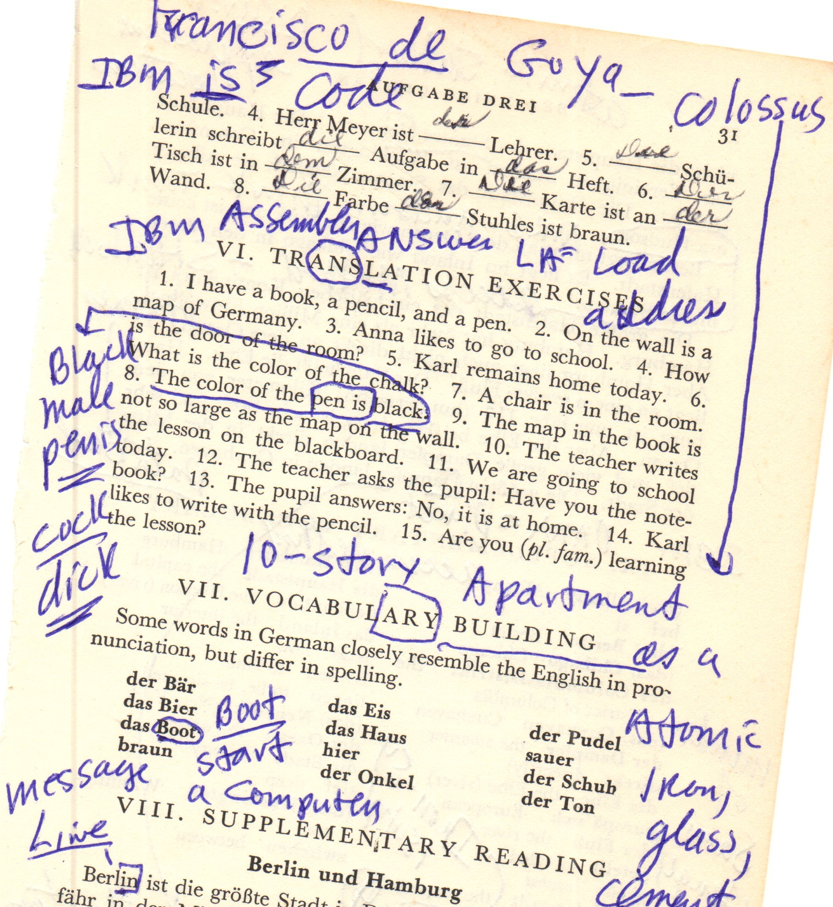 Francisco de Goya_
IBM is 5 Code Colossus
AUFGABE DREI 31
Schule. 4. Herr Meyer ist der Lehrer. 5. Die Schü-
lerin schreibt die Aufgabe in das Heft. 6. Der
Tisch ist in dem Zimmer. 7. Die Karte ist an der
Wand. 8. Die Farbe des Stuhles ist braun.
IBM Assembler Answer LA= Load
address
VI. TRANSLATION EXERCISES
1. I have a book, a pencil, and a pen. 2. On the wall is a
map of Germany. 3. Anna likes to go to school. 4. How
is the door of the room? 5. Karl remains home today. 6.
What is the color of the chalk? 7. A chair is in the room.
8. The color of the pen is black. 9. The map in the book is
not so large as the map on the wall. 10. The teacher writes
the lesson on the blackboard. 11. We are going to school
today. 12. The teacher asks the pupil: Have you the note-
book? 13. The pupil answers: No, it is at home. 14. Karl
likes to write with the pencil. 15. Are you (pl. fam.) learning
the lesson?
Black
male
penis
cock
dick
10-story Apartment
VII. VOCABULARY BUILDING
as a
Some words in German closely resemble the English in pro-
nunciation, but differ in spelling.
der Bär
das Bier
das Boot
braun
Boot
start
a Computer
das Eis
das Haus
hier
der Onkel
der Pudel
sauer
der Schuh
der Ton
Atomic
Iron,
glass,
cement
message
Line
VIII. SUPPLEMENTARY READING
Berlin und Hamburg
Berlin ist die größte Stadt
fähr in der